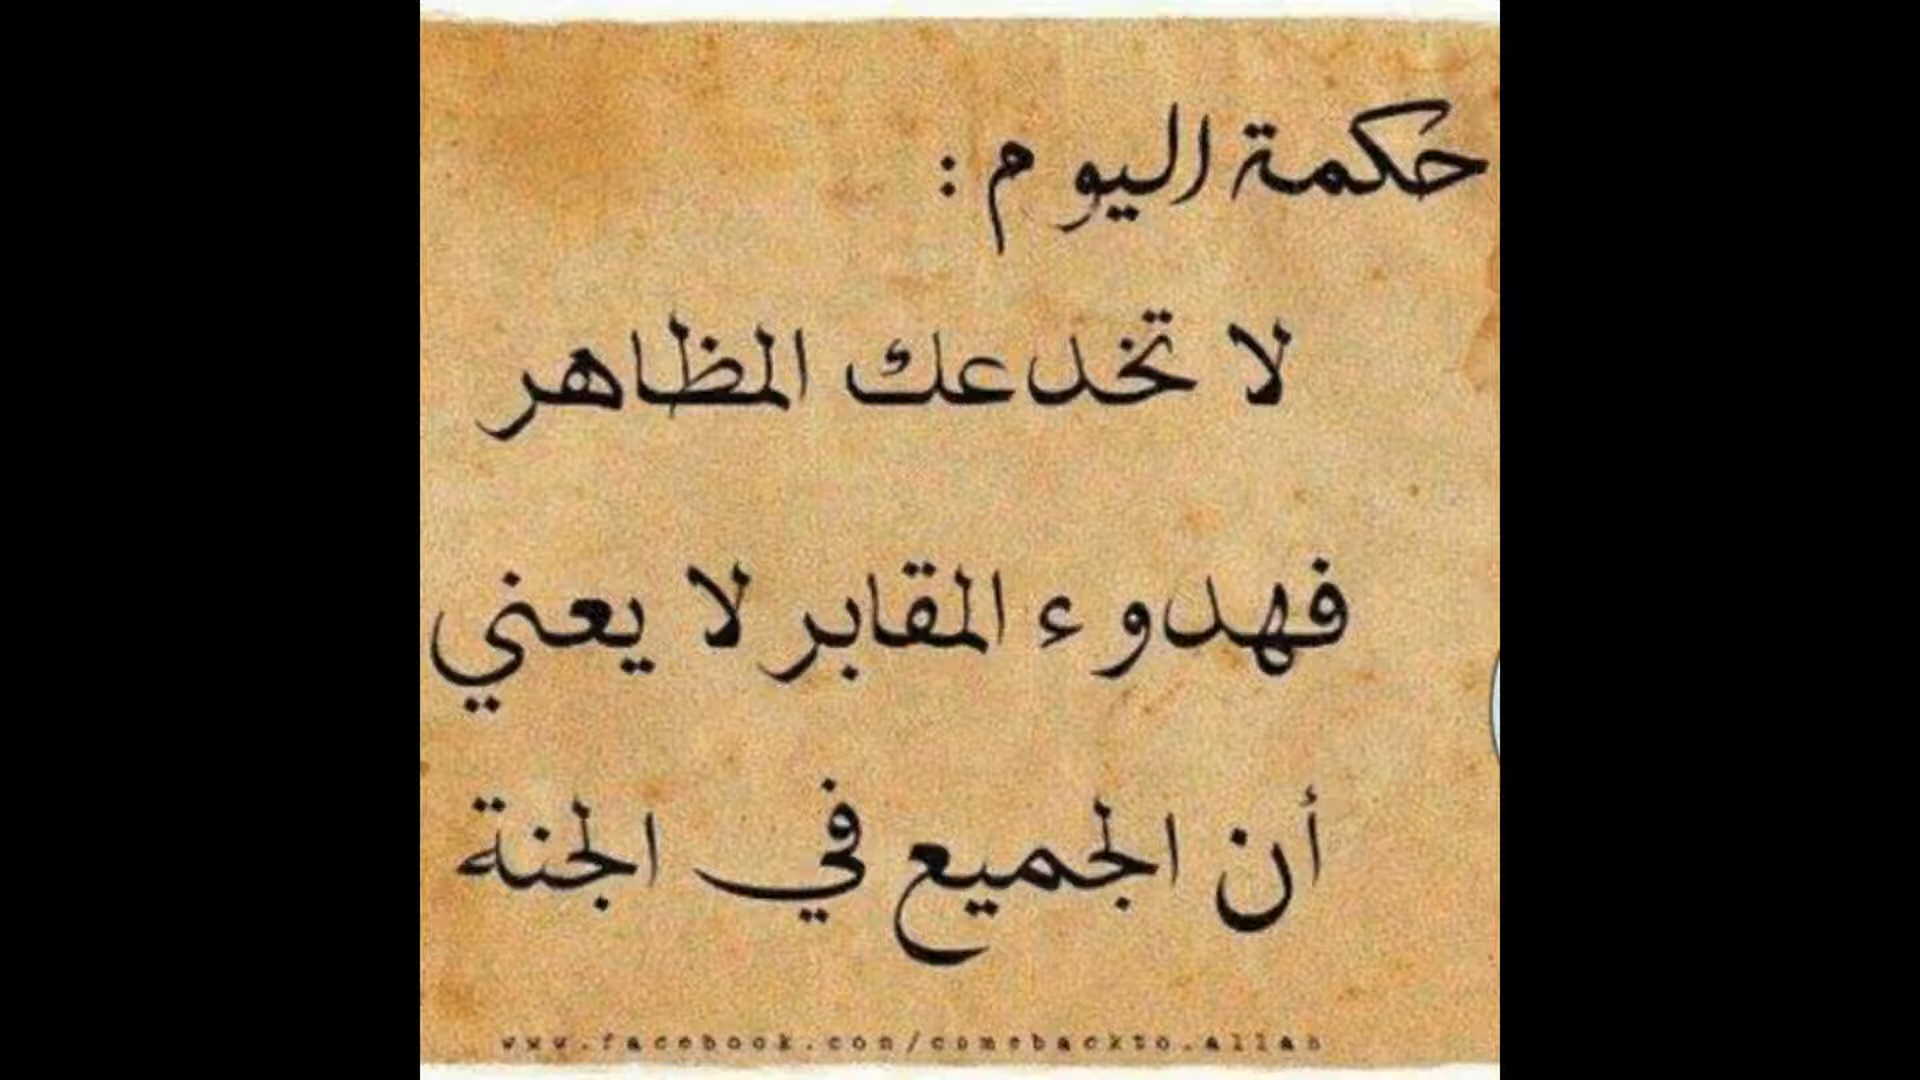 حكمة اليوم :
لا تخدعك المظاهر
فهدوء المقابر لا يعني
أن الجميع في الجنة
www.facebook.com/comebackto.allah